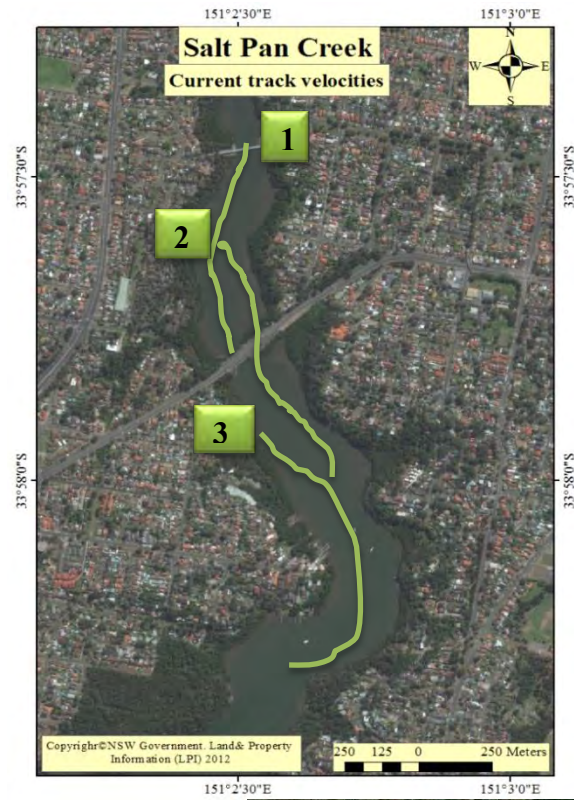 151°2'30"E 151°3'0"E
Salt Pan Creek
Current track velocities
N
W E
S
1
33°57'30"S 33°57'30"S
2
3
33°58'0"S 33°58'0"S
Copyright©NSW Government. Land& Property
Information (LPI) 2012
250 125 0 250 Meters
151°2'30"E 151°3'0"E